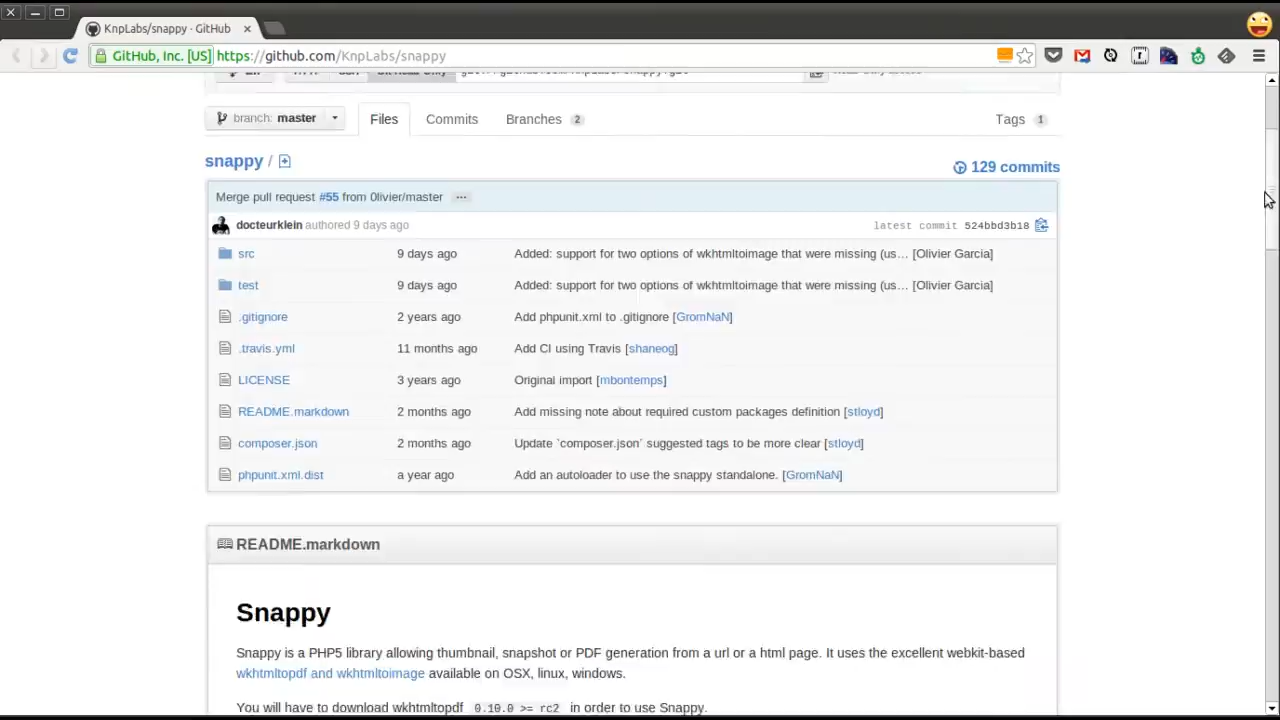 KnpLabs/snappy · GitHub
GitHub, Inc. [US] https://github.com/KnpLabs/snappy
branch: master
Files
Commits
Branches 2
Tags 1
snappy /
129 commits
Merge pull request #55 from 0livier/master ...
docteurklein authored 9 days ago
latest commit 524bbd3b18
src 9 days ago Added: support for two options of wkhtmltoimage that were missing (us… [Olivier Garcia]
test 9 days ago Added: support for two options of wkhtmltoimage that were missing (us… [Olivier Garcia]
.gitignore 2 years ago Add phpunit.xml to .gitignore [GromNaN]
.travis.yml 11 months ago Add CI using Travis [shaneog]
LICENSE 3 years ago Original import [mbontemps]
README.markdown 2 months ago Add missing note about required custom packages definition [stloyd]
composer.json 2 months ago Update `composer.json` suggested tags to be more clear [stloyd]
phpunit.xml.dist a year ago Add an autoloader to use the snappy standalone. [GromNaN]
README.markdown
Snappy
Snappy is a PHP5 library allowing thumbnail, snapshot or PDF generation from a url or a html page. It uses the excellent webkit-based
wkhtmltopdf and wkhtmltoimage available on OSX, linux, windows.
You will have to download wkhtmltopdf 0.10.0 >= rc2 in order to use Snappy.